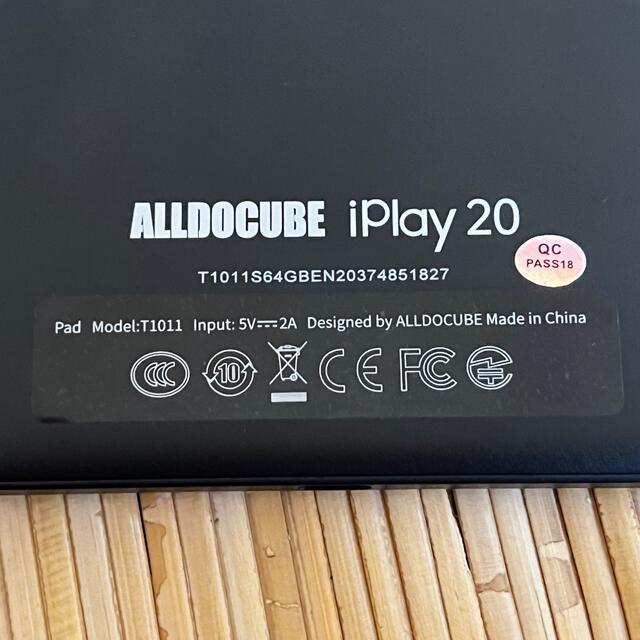 ALLDOCUBE iPlay 20
QC
PASS18
T1011S64GBEN20374851827
Pad Model:T1011 Input: 5V⎓2A Designed by ALLDOCUBE Made in China
CCC 10 CE FC